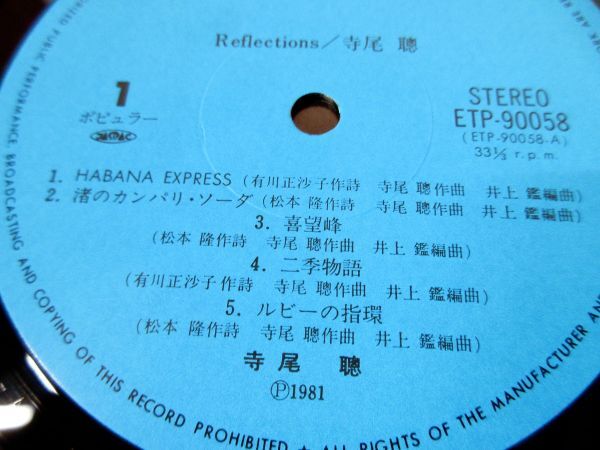 Reflections／寺尾 聰
1
ポピュラー
STEREO
ETP-90058
(ETP-90058-A)
33⅓ r.p.m.
1. HABANA EXPRESS (有川正沙子作詩 寺尾 聰作曲 井上 鑑編曲)
2. 渚のカンパリ・ソーダ (松本 隆作詩 寺尾 聰作曲 井上 鑑編曲)
3. 喜望峰
(松本 隆作詩 寺尾 聰作曲 井上 鑑編曲)
4. 二季物語
(有川正沙子作詩 寺尾 聰作曲 井上 鑑編曲)
5. ルビーの指環
(松本 隆作詩 寺尾 聰作曲 井上 鑑編曲)
寺尾 聰
Ⓟ1981
PUBLIC PERFORMANCE, BROADCASTING AND COPYING OF THIS RECORD PROHIBITED ★ ALL RIGHTS OF THE MANUFACTURER AND